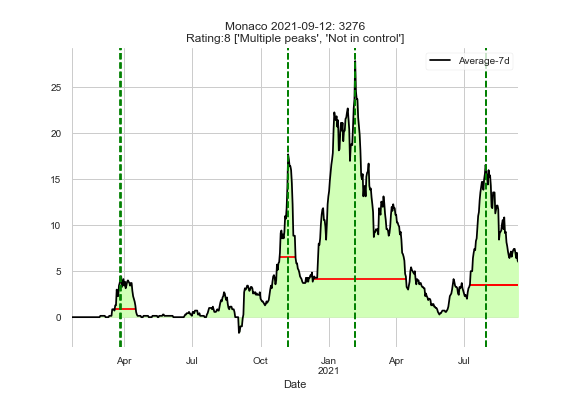 Monaco 2021-09-12: 3276
Rating:8 ['Multiple peaks', 'Not in control']
Average-7d
25
20
15
10
5
0
Apr Jul Oct Jan Apr Jul
2021
Date